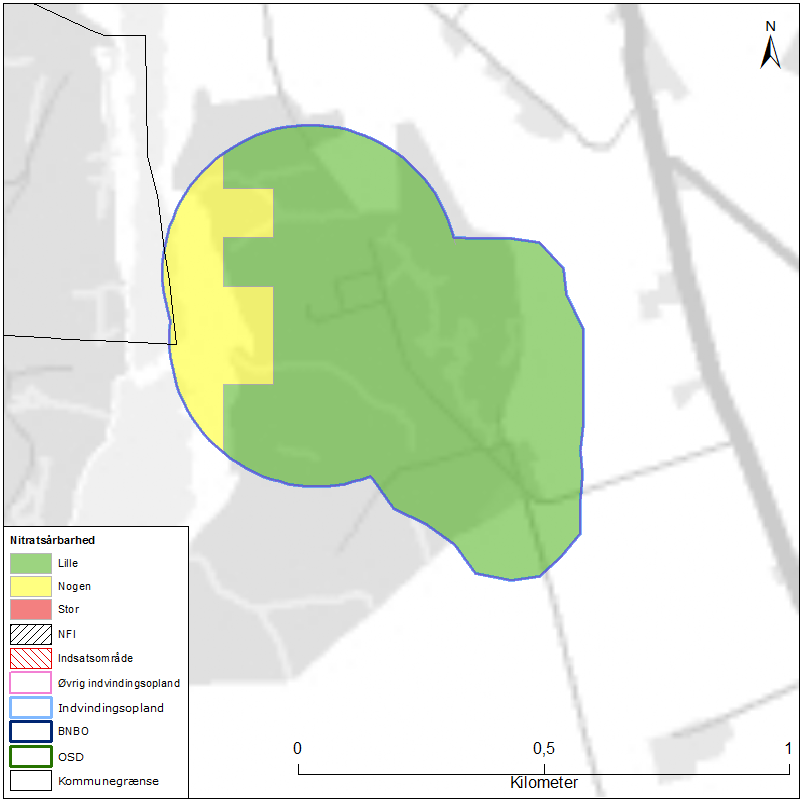 N
Nitratsårbarhed
Lille
Nogen
Stor
NFI
Indsatsområde
Øvrig indvindingsopland
Indvindingsopland
BNBO
OSD
Kommunegrænse
0 0,5 1
Kilometer